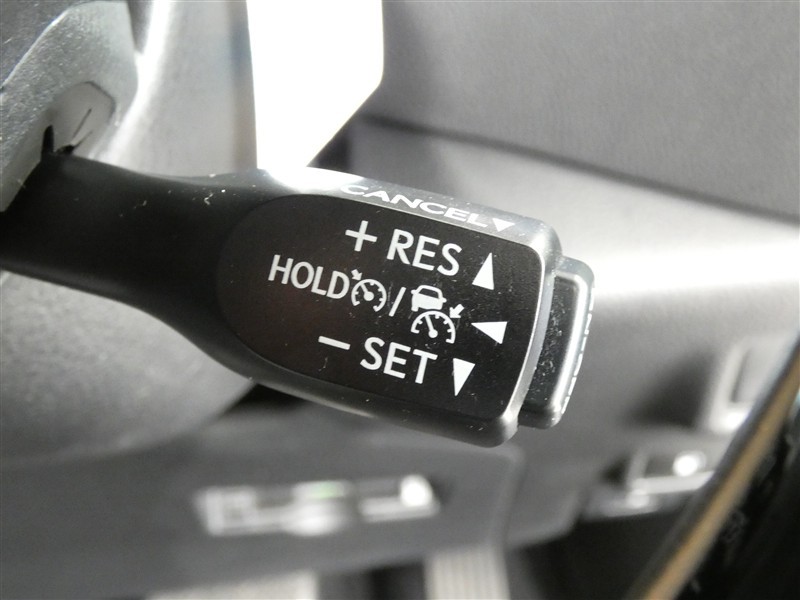 CANCEL▼
+ RES ▲
HOLD / ◀
− SET ▼